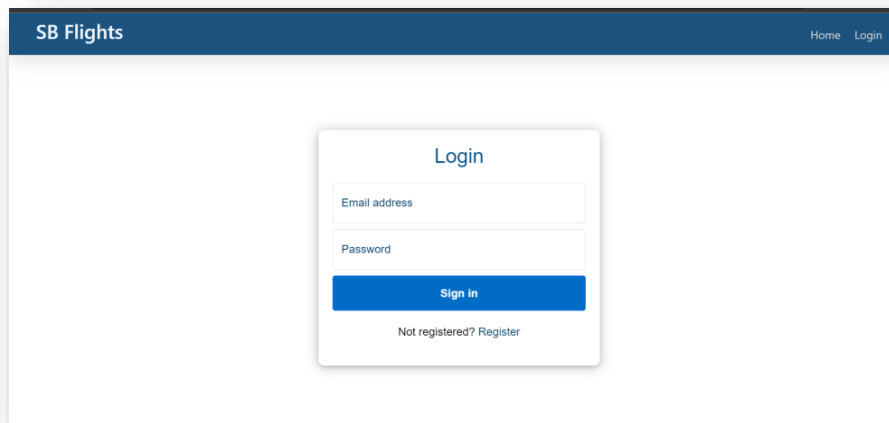 SB Flights
Home Login
Login
Email address
Password
Sign in
Not registered? Register